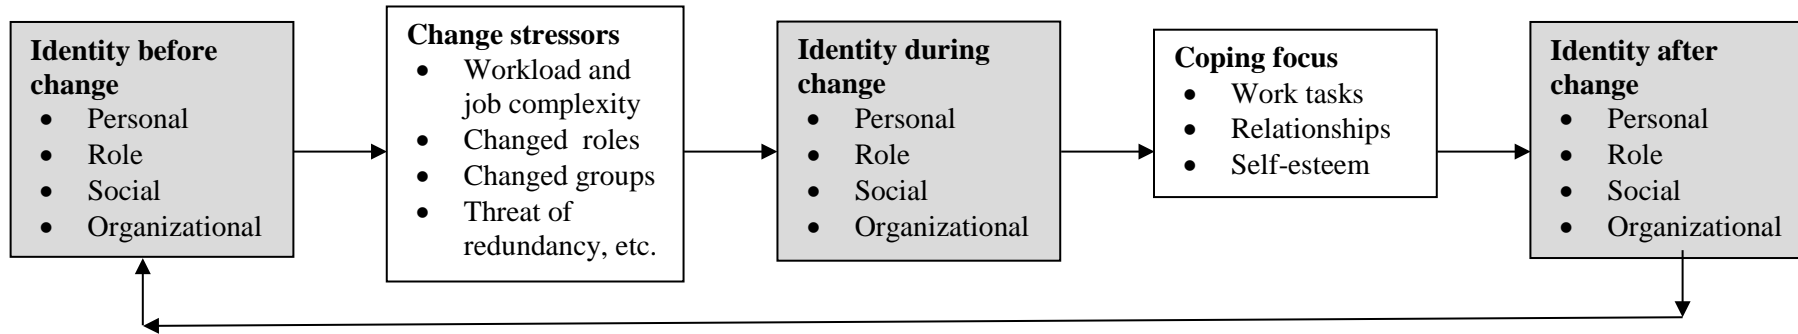 Identity before
change
• Personal
• Role
• Social
• Organizational
Change stressors
• Workload and
job complexity
• Changed roles
• Changed groups
• Threat of
redundancy, etc.
Identity during
change
• Personal
• Role
• Social
• Organizational
Coping focus
• Work tasks
• Relationships
• Self-esteem
Identity after
change
• Personal
• Role
• Social
• Organizational